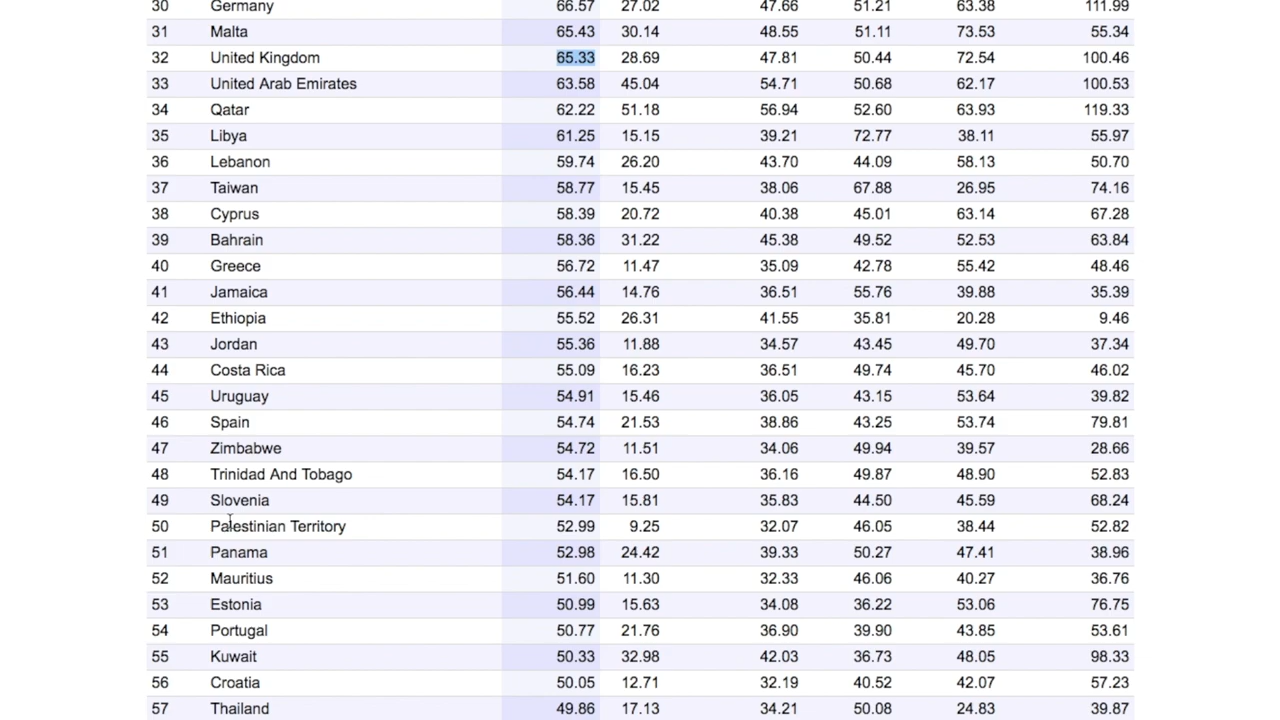 30 Germany 66.57 27.02 47.66 51.21 63.38 111.99
31 Malta 65.43 30.14 48.55 51.11 73.53 55.34
32 United Kingdom 65.33 28.69 47.81 50.44 72.54 100.46
33 United Arab Emirates 63.58 45.04 54.71 50.68 62.17 100.53
34 Qatar 62.22 51.18 56.94 52.60 63.93 119.33
35 Libya 61.25 15.15 39.21 72.77 38.11 55.97
36 Lebanon 59.74 26.20 43.70 44.09 58.13 50.70
37 Taiwan 58.77 15.45 38.06 67.88 26.95 74.16
38 Cyprus 58.39 20.72 40.38 45.01 63.14 67.28
39 Bahrain 58.36 31.22 45.38 49.52 52.53 63.84
40 Greece 56.72 11.47 35.09 42.78 55.42 48.46
41 Jamaica 56.44 14.76 36.51 55.76 39.88 35.39
42 Ethiopia 55.52 26.31 41.55 35.81 20.28 9.46
43 Jordan 55.36 11.88 34.57 43.45 49.70 37.34
44 Costa Rica 55.09 16.23 36.51 49.74 45.70 46.02
45 Uruguay 54.91 15.46 36.05 43.15 53.64 39.82
46 Spain 54.74 21.53 38.86 43.25 53.74 79.81
47 Zimbabwe 54.72 11.51 34.06 49.94 39.57 28.66
48 Trinidad And Tobago 54.17 16.50 36.16 49.87 48.90 52.83
49 Slovenia 54.17 15.81 35.83 44.50 45.59 68.24
50 Palestinian Territory 52.99 9.25 32.07 46.05 38.44 52.82
51 Panama 52.98 24.42 39.33 50.27 47.41 38.96
52 Mauritius 51.60 11.30 32.33 46.06 40.27 36.76
53 Estonia 50.99 15.63 34.08 36.22 53.06 76.75
54 Portugal 50.77 21.76 36.90 39.90 43.85 53.61
55 Kuwait 50.33 32.98 42.03 36.73 48.05 98.33
56 Croatia 50.05 12.71 32.19 40.52 42.07 57.23
57 Thailand 49.86 17.13 34.21 50.08 24.83 39.87